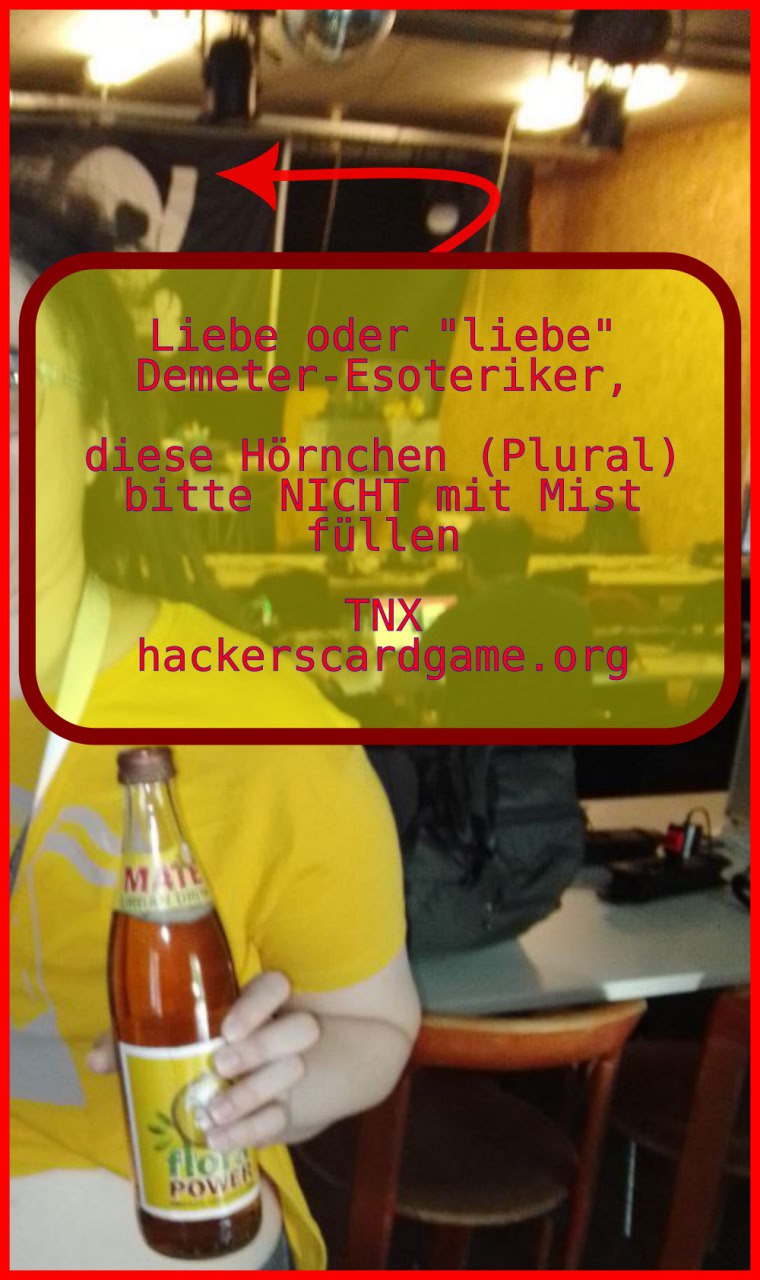 Liebe oder "liebe"
Demeter-Esoteriker,
diese Hörnchen (Plural)
bitte NICHT mit Mist
füllen
TNX
hackerscardgame.org
MATE
flora
POWER